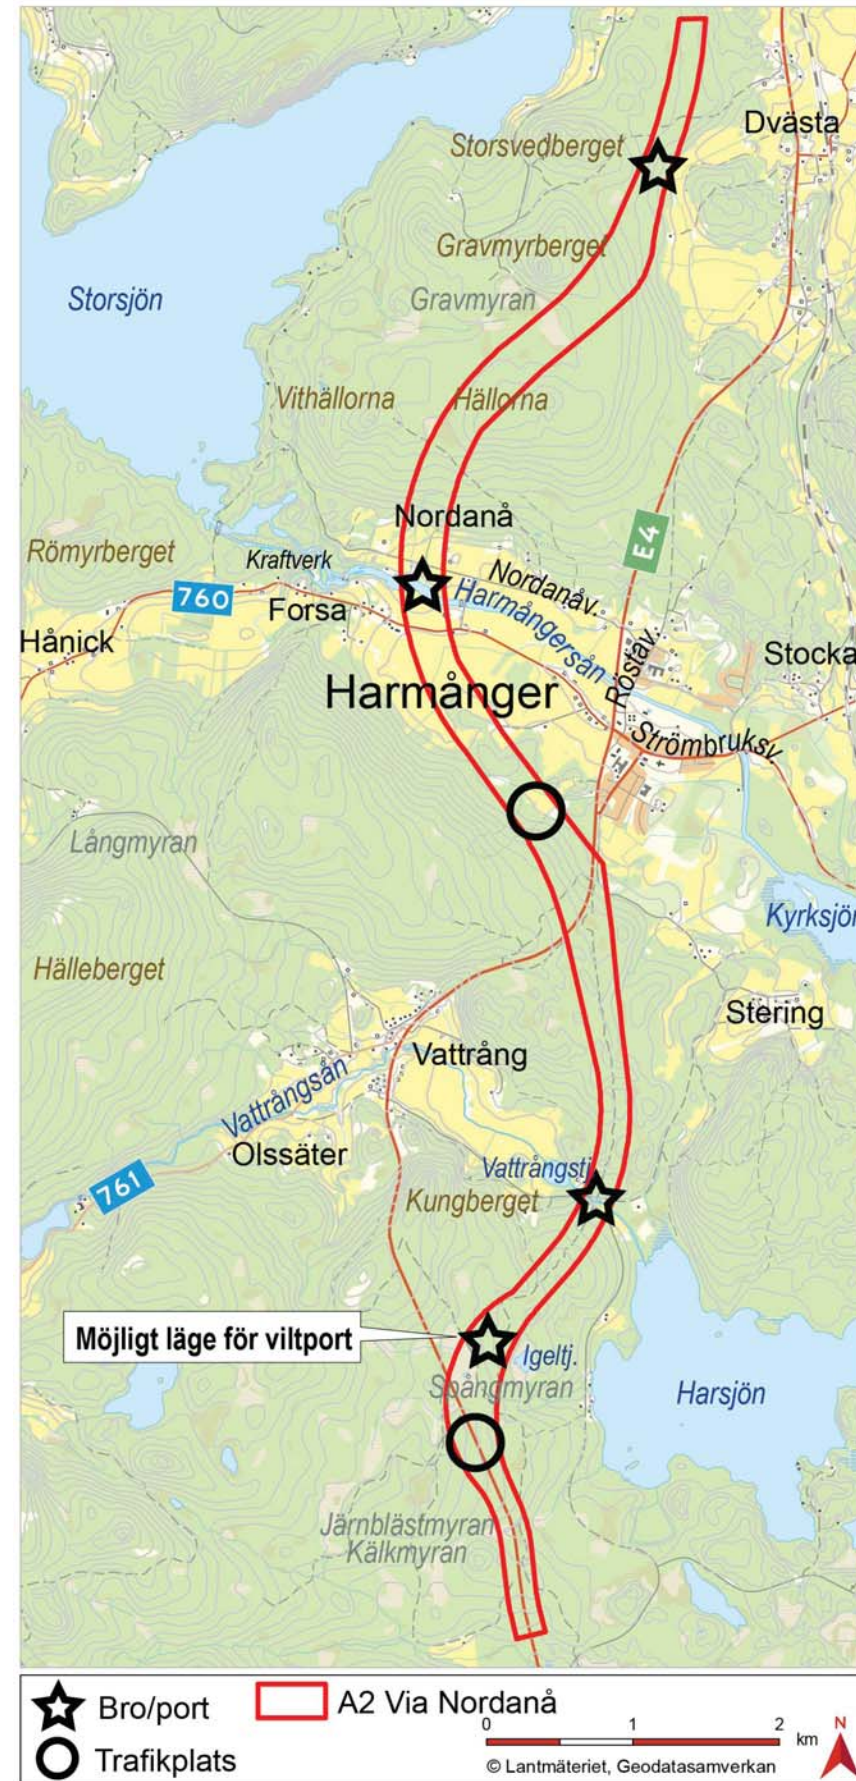 Dvästa
Storsvedberget
Gravmyrberget
Storsjön
Gravmyran
Vithällorna
Hällorna
Nordanå
E4
Römyrberget
Kraftverk
Nordanåv.
760
Forsa
Harmångersån
Hånick
Röstav.
Stocka
Harmånger
Strömbruksv.
Långmyran
Kyrksjön
Hälleberget
Stering
Vattrång
Vattrångsån
Olssäter
Vattrångstj.
761
Kungberget
Möjligt läge för viltport
Igeltj.
Spångmyran
Harsjön
Järnblästmyran
Kälkmyran
Bro/port
A2 Via Nordanå
Trafikplats
0 1 2 km
N
© Lantmäteriet, Geodatasamverkan